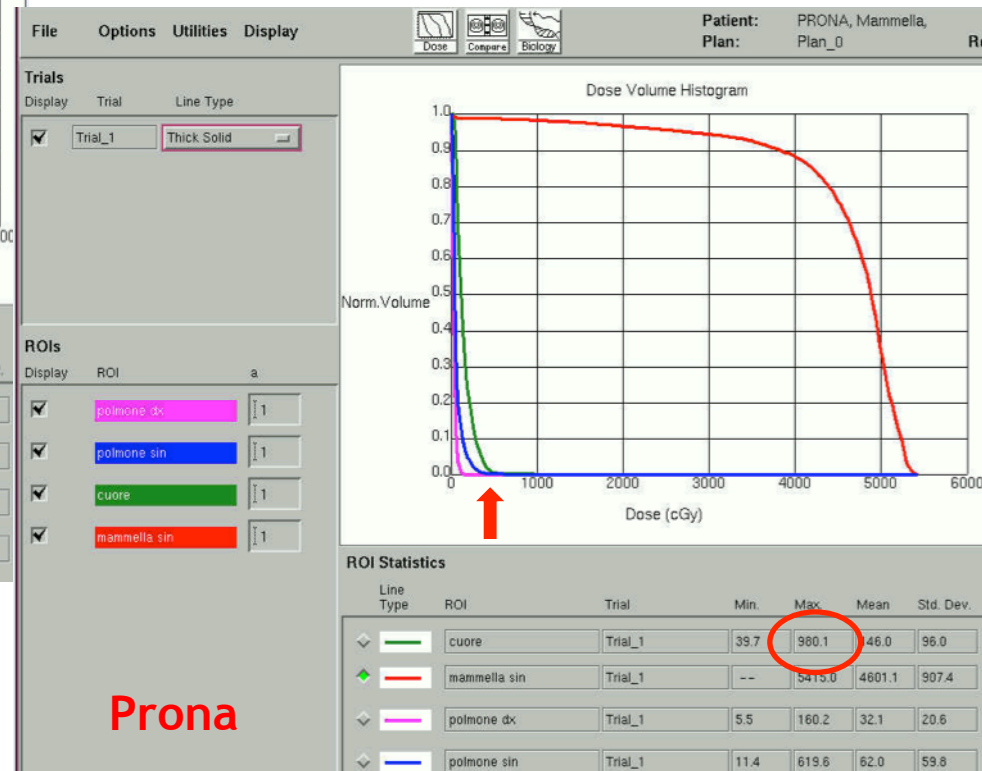 File Options Utilities Display
Dose Compare Biology
Patient: PRONA, Mammella,
Plan: Plan_0
Trials
Display Trial Line Type
Trial_1 Thick Solid
ROIs
Display ROI a
polmone dx 1
polmone sin 1
cuore 1
mammella sin 1
Prona
Dose Volume Histogram
1.0
0.9
0.8
0.7
0.6
Norm.Volume
0.5
0.4
0.3
0.2
0.1
0.0
0 1000 2000 3000 4000 5000 6000
Dose (cGy)
ROI Statistics
Line Type ROI Trial Min. Max. Mean Std. Dev.
cuore Trial_1 39.7 980.1 146.0 96.0
mammella sin Trial_1 -- 5415.0 4601.1 907.4
polmone dx Trial_1 5.5 160.2 32.1 20.6
polmone sin Trial_1 11.4 619.6 62.0 59.8